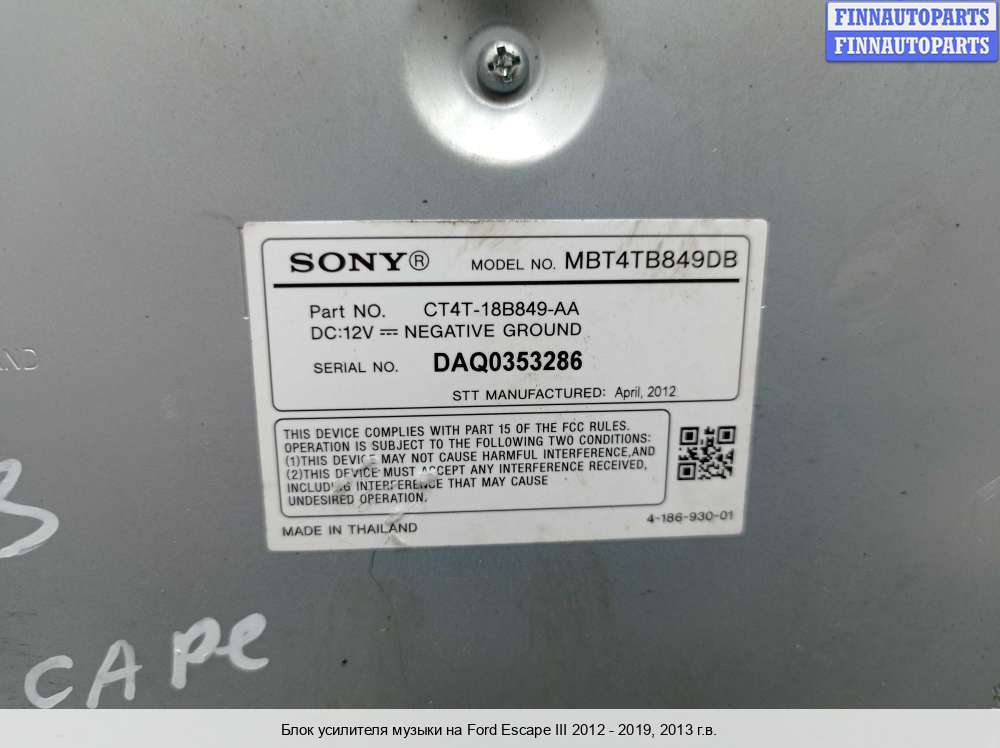 FINNAUTOPARTS
FINNAUTOPARTS
SONY® MODEL NO. MBT4TB849DB
Part NO. CT4T-18B849-AA
DC:12V ⎓ NEGATIVE GROUND
SERIAL NO. DAQ0353286
STT MANUFACTURED: April, 2012
THIS DEVICE COMPLIES WITH PART 15 OF THE FCC RULES.
OPERATION IS SUBJECT TO THE FOLLOWING TWO CONDITIONS:
(1)THIS DEVICE MAY NOT CAUSE HARMFUL INTERFERENCE,AND
(2)THIS DEVICE MUST ACCEPT ANY INTERFERENCE RECEIVED,
INCLUDING INTERFERENCE THAT MAY CAUSE
UNDESIRED OPERATION.
4-186-930-01
MADE IN THAILAND
3
CAPE
Блок усилителя музыки на Ford Escape III 2012 - 2019, 2013 г.в.